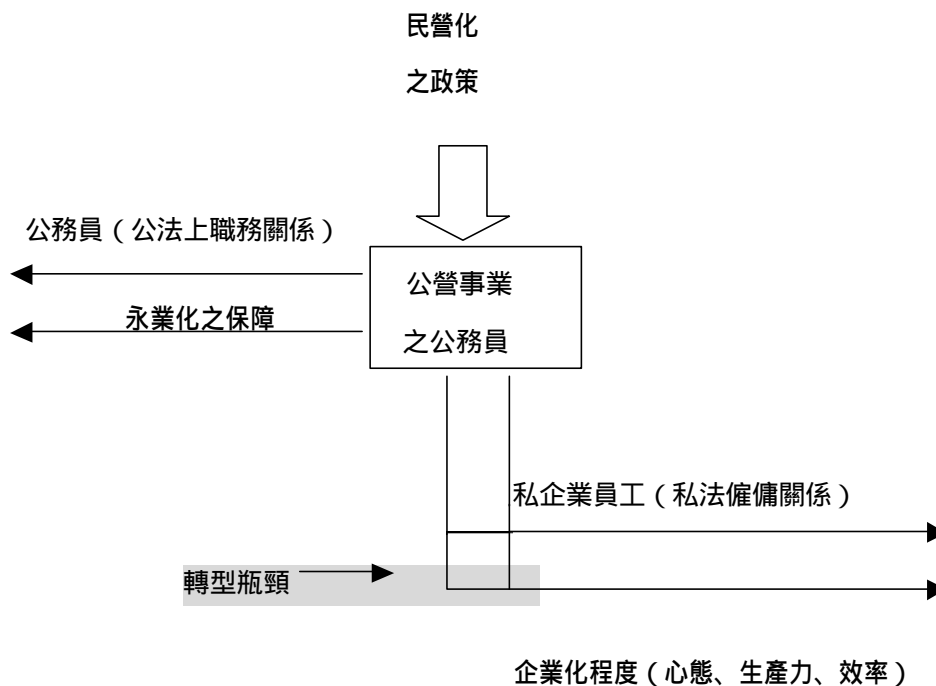 民營化
之政策
公務員（公法上職務關係）
公營事業
永業化之保障
之公務員
私企業員工（私法僱傭關係）
轉型瓶頸
企業化程度（心態、生產力、效率）